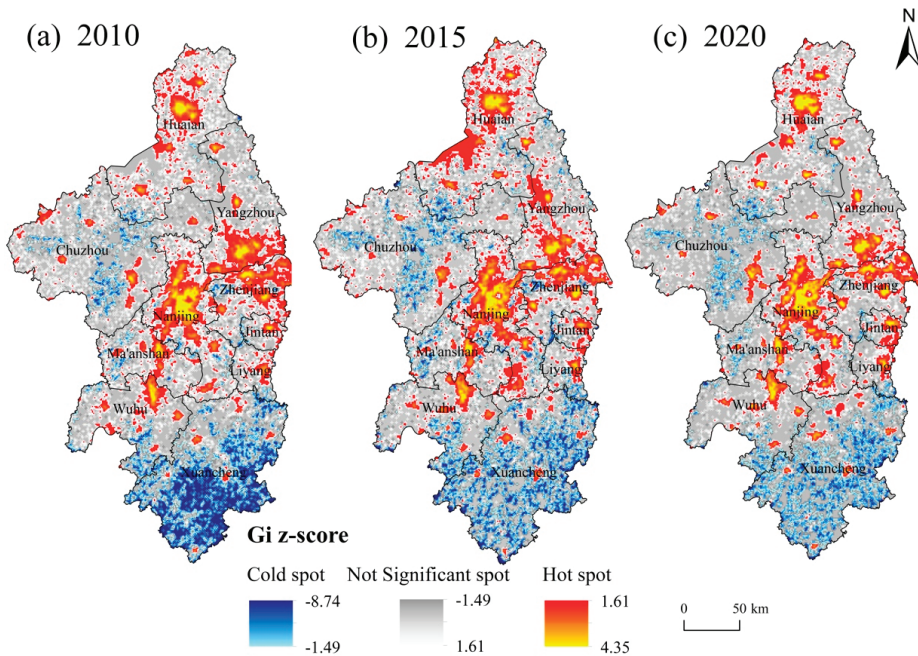 (a) 2010
(b) 2015
(c) 2020
N
Huaian
Yangzhou
Chuzhou
Zhenjiang
Nanjing
Jintan
Ma'anshan
Liyang
Wuhu
Xuancheng
Huaian
Yangzhou
Chuzhou
Zhenjiang
Nanjing
Jintan
Ma'anshan
Liyang
Wuhu
Xuancheng
Huaian
Yangzhou
Chuzhou
Zhenjiang
Nanjing
Jintan
Ma'anshan
Liyang
Wuhu
Xuancheng
Gi z-score
Cold spot Not Significant spot Hot spot
-8.74 -1.49 1.61
-1.49 1.61 4.35
0 50 km